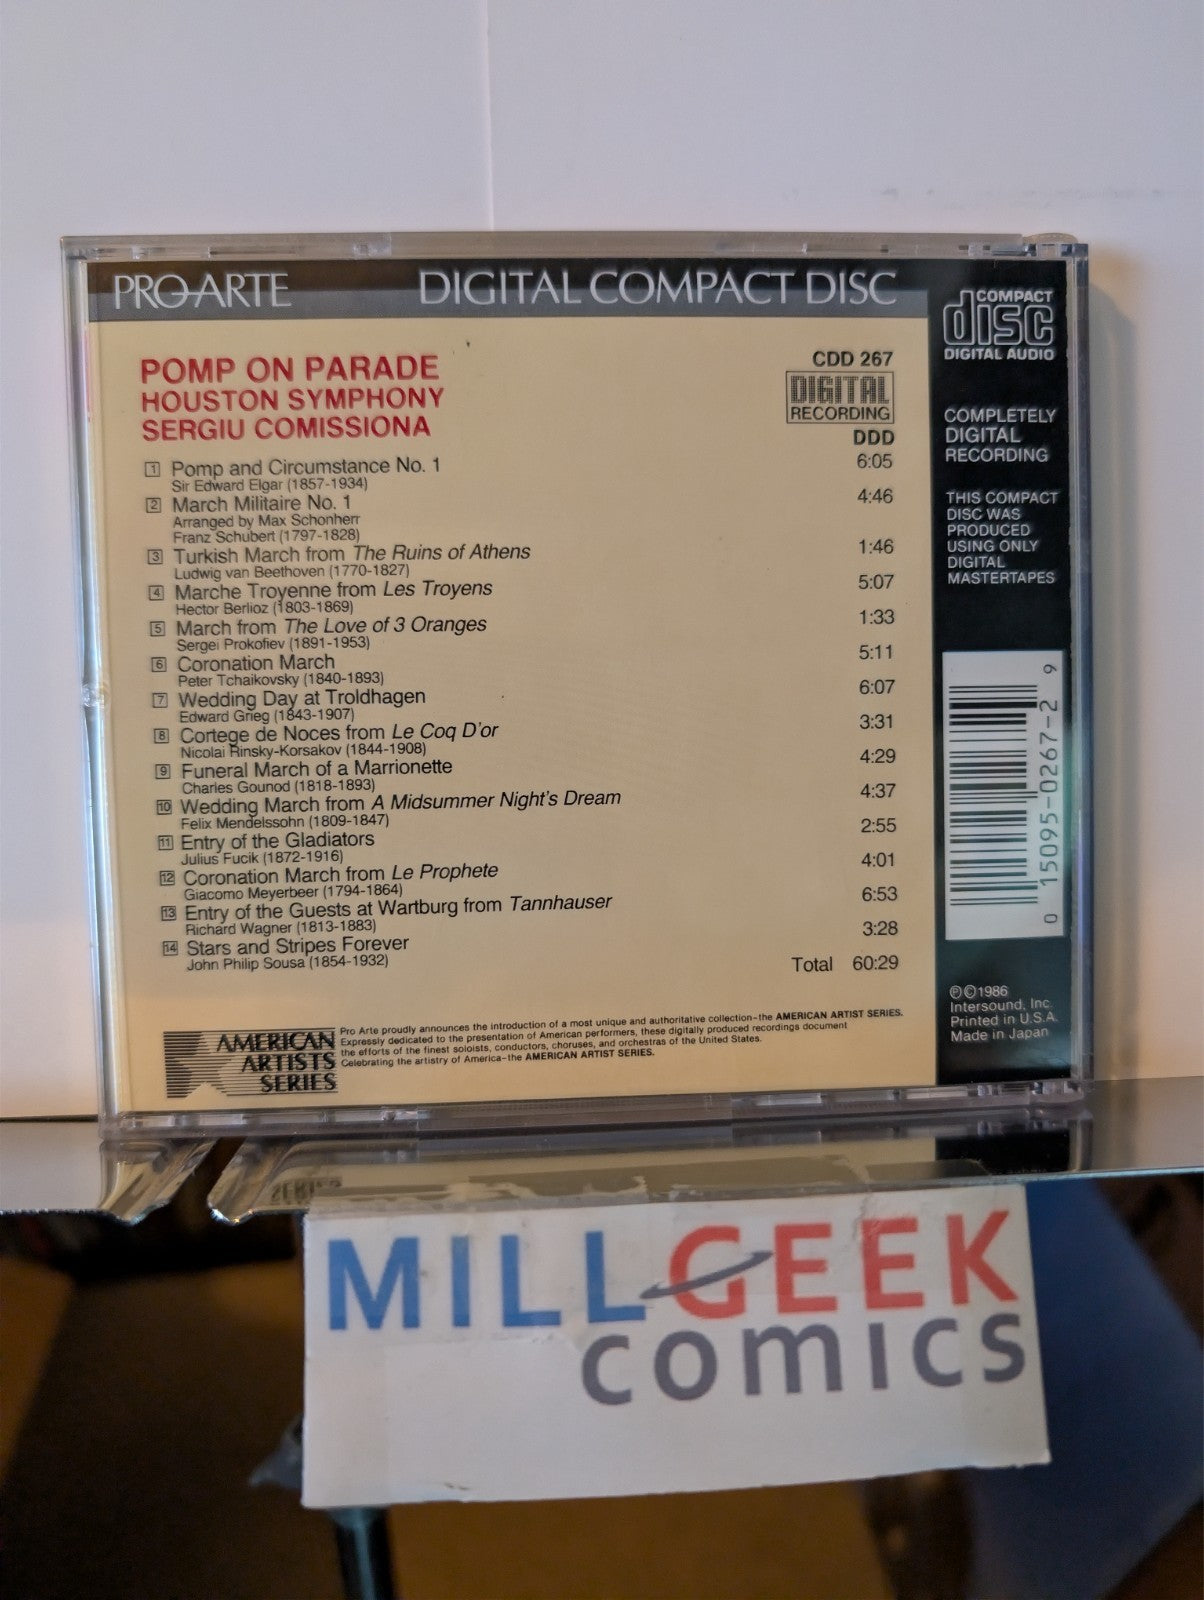 PRO-ARTE DIGITAL COMPACT DISC
POMP ON PARADE
HOUSTON SYMPHONY
SERGIU COMISSIONA
CDD 267
DIGITAL
RECORDING
DDD
1 Pomp and Circumstance No. 1 6:05
Sir Edward Elgar (1857-1934)
2 March Militaire No. 1 4:46
Arranged by Max Schonherr
Franz Schubert (1797-1828)
3 Turkish March from The Ruins of Athens 1:46
Ludwig van Beethoven (1770-1827)
4 Marche Troyenne from Les Troyens 5:07
Hector Berlioz (1803-1869)
5 March from The Love of 3 Oranges 1:33
Sergei Prokofiev (1891-1953)
6 Coronation March 5:11
Peter Tchaikovsky (1840-1893)
7 Wedding Day at Troldhagen 6:07
Edward Grieg (1843-1907)
8 Cortege de Noces from Le Coq D'or 3:31
Nicolai Rinsky-Korsakov (1844-1908)
9 Funeral March of a Marrionette 4:29
Charles Gounod (1818-1893)
10 Wedding March from A Midsummer Night's Dream 4:37
Felix Mendelssohn (1809-1847)
11 Entry of the Gladiators 2:55
Julius Fucik (1872-1916)
12 Coronation March from Le Prophete 4:01
Giacomo Meyerbeer (1794-1864)
13 Entry of the Guests at Wartburg from Tannhauser 6:53
Richard Wagner (1813-1883)
14 Stars and Stripes Forever 3:28
John Philip Sousa (1854-1932)
Total 60:29
AMERICAN
ARTISTS
SERIES
Pro Arte proudly announces the introduction of a most unique and authoritative collection-the AMERICAN ARTIST SERIES.
Expressly dedicated to the presentation of American performers, these digitally produced recordings document
the efforts of the finest soloists, conductors, choruses, and orchestras of the United States.
Celebrating the artistry of America-the AMERICAN ARTIST SERIES.
COMPACT
disc
DIGITAL AUDIO
COMPLETELY
DIGITAL
RECORDING
THIS COMPACT
DISC WAS
PRODUCED
USING ONLY
DIGITAL
MASTERTAPES
0 15095-0267-2 9
℗©1986
Intersound, Inc.
Printed in U.S.A.
Made in Japan
MILLGEEK
comics